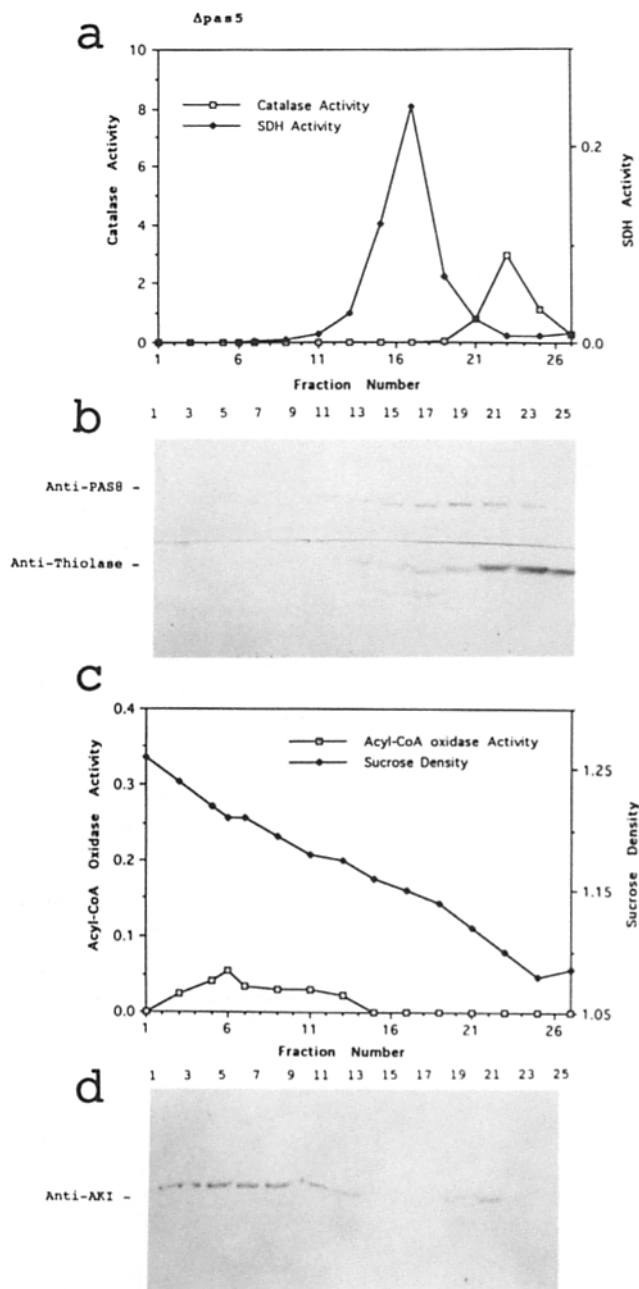 Δpas5
a
10
8
6
4
2
0
Catalase Activity
Catalase Activity
SDH Activity
0.2
0.0
SDH Activity
1 6 11 16 21 26
Fraction Number
b
1 3 5 7 9 11 13 15 17 19 21 23 25
Anti-PAS8 -
Anti-Thiolase -
c
0.4
0.3
0.2
0.1
0.0
Acyl-CoA Oxidase Activity
Acyl-CoA oxidase Activity
Sucrose Density
1.25
1.15
1.05
Sucrose Density
1 6 11 16 21 26
Fraction Number
d
1 3 5 7 9 11 13 15 17 19 21 23 25
Anti-AKI -